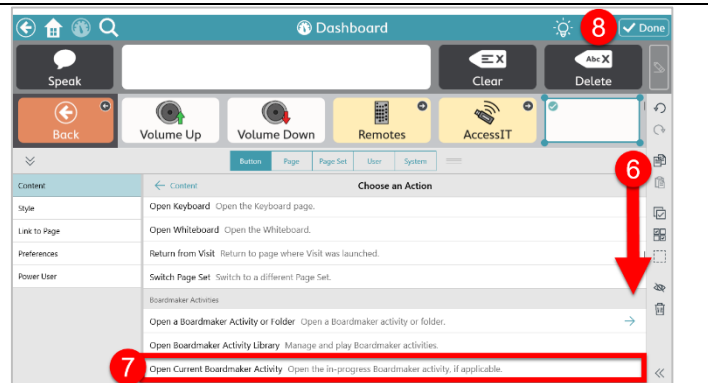 Dashboard
8
Done
Speak
X
Clear
Abc X
Delete
Back
Volume Up
Volume Down
Remotes
AccessIT
Button Page Page Set User System
6
Content
Content
Choose an Action
Style
Open Keyboard Open the Keyboard page.
Link to Page
Open Whiteboard Open the Whiteboard.
Preferences
Return from Visit Return to page where Visit was launched.
Power User
Switch Page Set Switch to a different Page Set.
Boardmaker Activities
Open a Boardmaker Activity or Folder Open a Boardmaker activity or folder.
Open Boardmaker Activity Library Manage and play Boardmaker activities.
7
Open Current Boardmaker Activity Open the in-progress Boardmaker activity, if applicable.